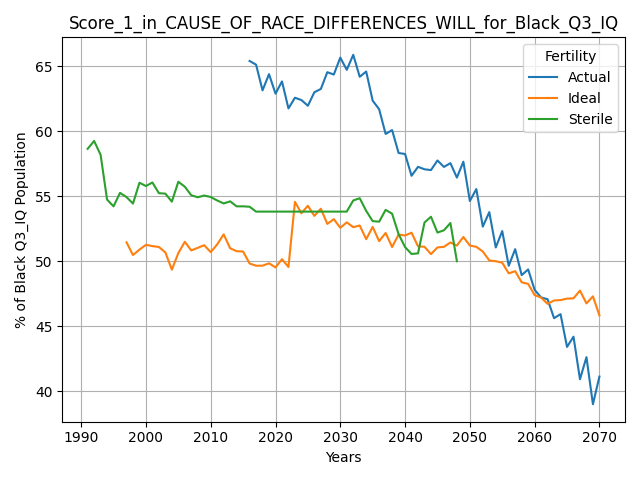 Score_1_in_CAUSE_OF_RACE_DIFFERENCES_WILL_for_Black_Q3_IQ
Fertility
Actual
Ideal
Sterile
% of Black Q3_IQ Population
65
60
55
50
45
40
1990 2000 2010 2020 2030 2040 2050 2060 2070
Years